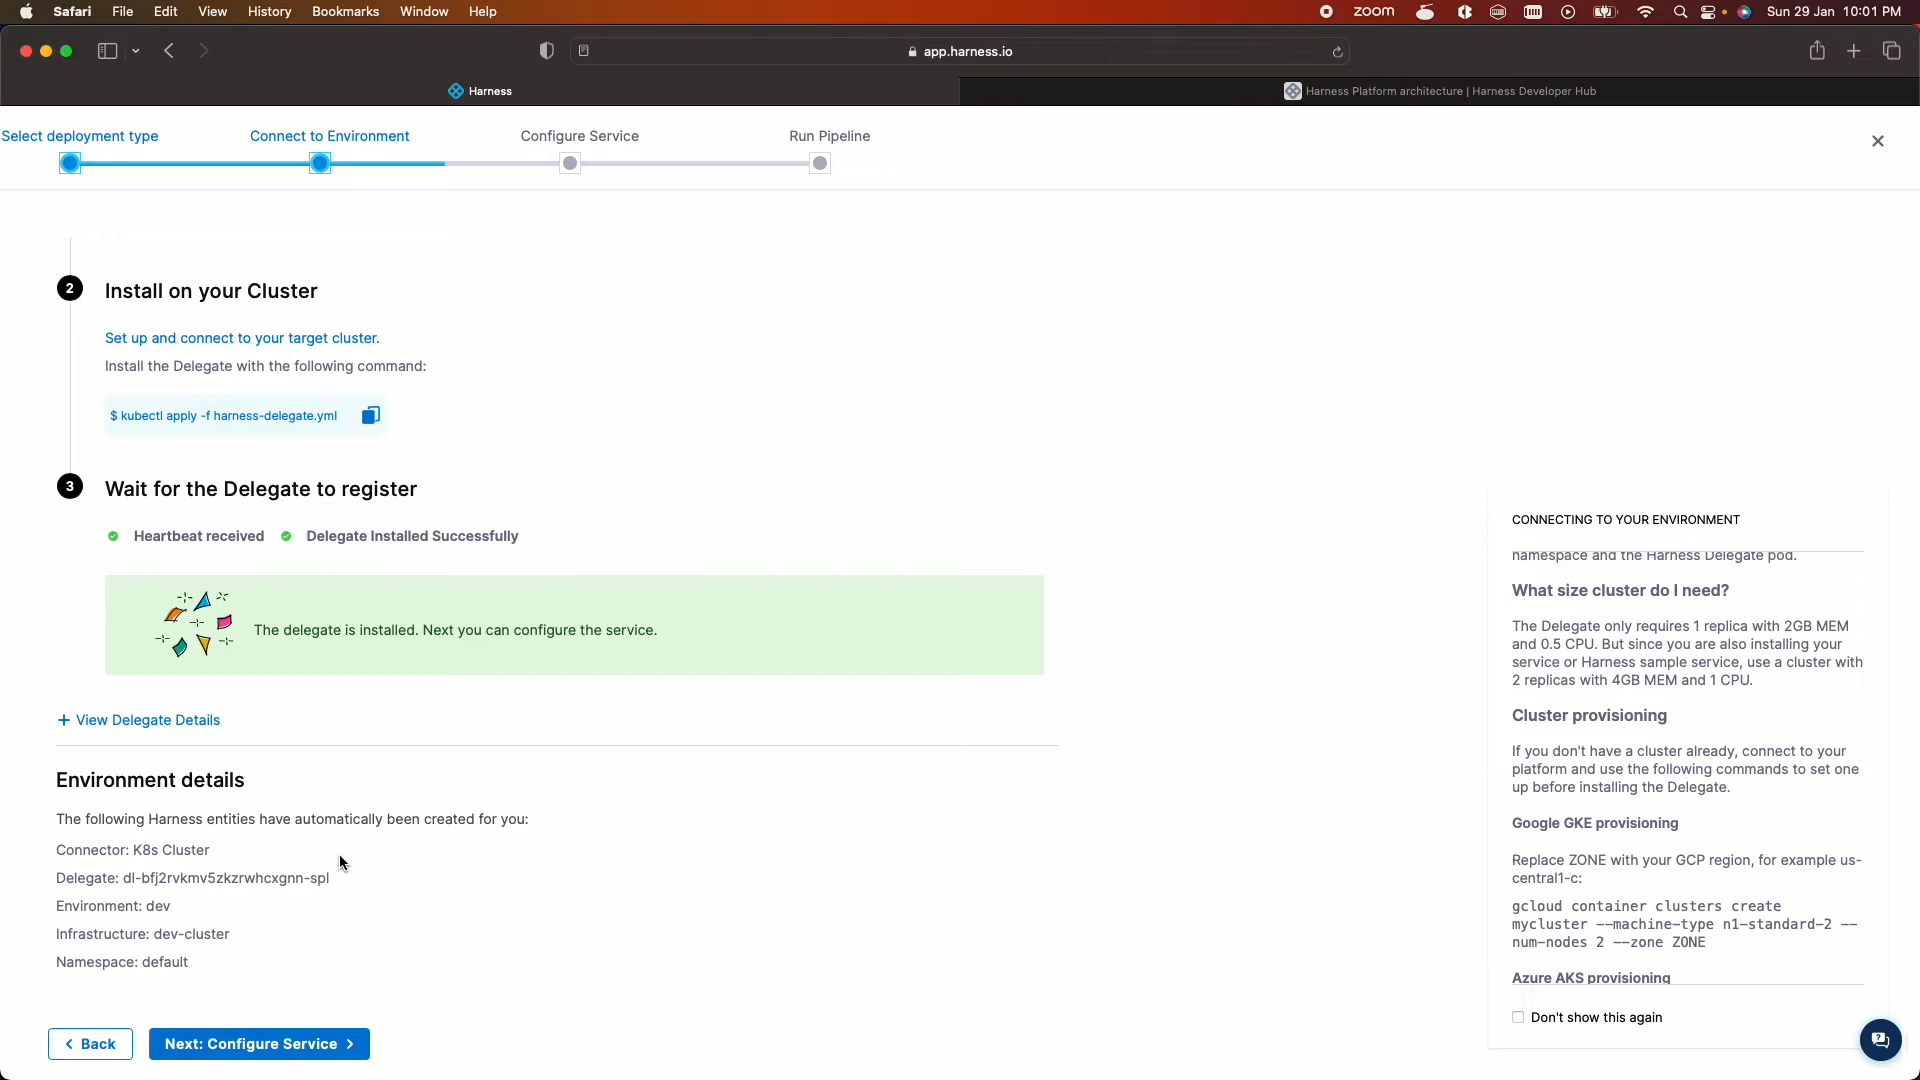 Safari File Edit View History Bookmarks Window Help
zoom
Sun 29 Jan 10:01 PM
app.harness.io
Harness
Harness Platform architecture | Harness Developer Hub
Select deployment type
Connect to Environment
Configure Service
Run Pipeline
2
Install on your Cluster
Set up and connect to your target cluster.
Install the Delegate with the following command:
$ kubectl apply -f harness-delegate.yml
3
Wait for the Delegate to register
Heartbeat received
Delegate Installed Successfully
The delegate is installed. Next you can configure the service.
+ View Delegate Details
Environment details
The following Harness entities have automatically been created for you:
Connector: K8s Cluster
Delegate: dl-bfj2rvkmv5zkzrwhcxgnn-spl
Environment: dev
Infrastructure: dev-cluster
Namespace: default
Back
Next: Configure Service
CONNECTING TO YOUR ENVIRONMENT
namespace and the Harness Delegate pod.
What size cluster do I need?
The Delegate only requires 1 replica with 2GB MEM
and 0.5 CPU. But since you are also installing your
service or Harness sample service, use a cluster with
2 replicas with 4GB MEM and 1 CPU.
Cluster provisioning
If you don't have a cluster already, connect to your
platform and use the following commands to set one
up before installing the Delegate.
Google GKE provisioning
Replace ZONE with your GCP region, for example us-
central1-c:
gcloud container clusters create
mycluster --machine-type n1-standard-2 --
num-nodes 2 --zone ZONE
Azure AKS provisioning
Don't show this again